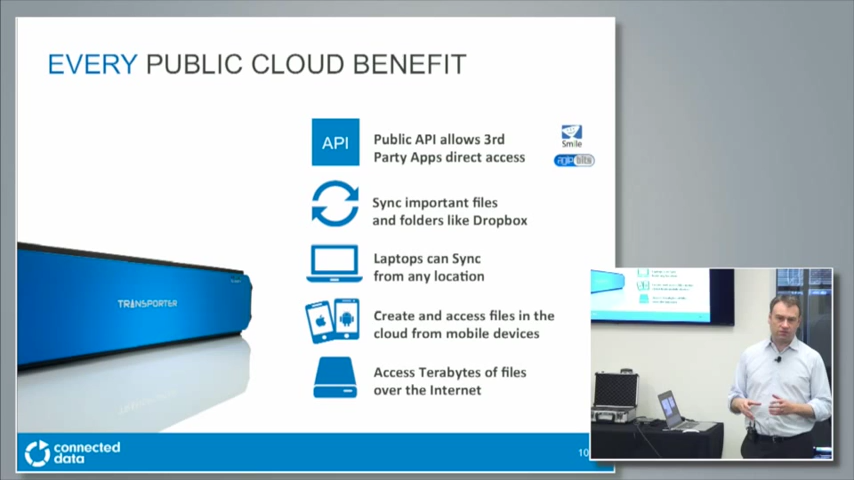 EVERY PUBLIC CLOUD BENEFIT
API
Public API allows 3rd
Party Apps direct access
Smile
agilebits
Sync important files
and folders like Dropbox
Laptops can Sync
from any location
TRANSPORTER
Create and access files in the
cloud from mobile devices
Access Terabytes of files
over the Internet
connected
data
10